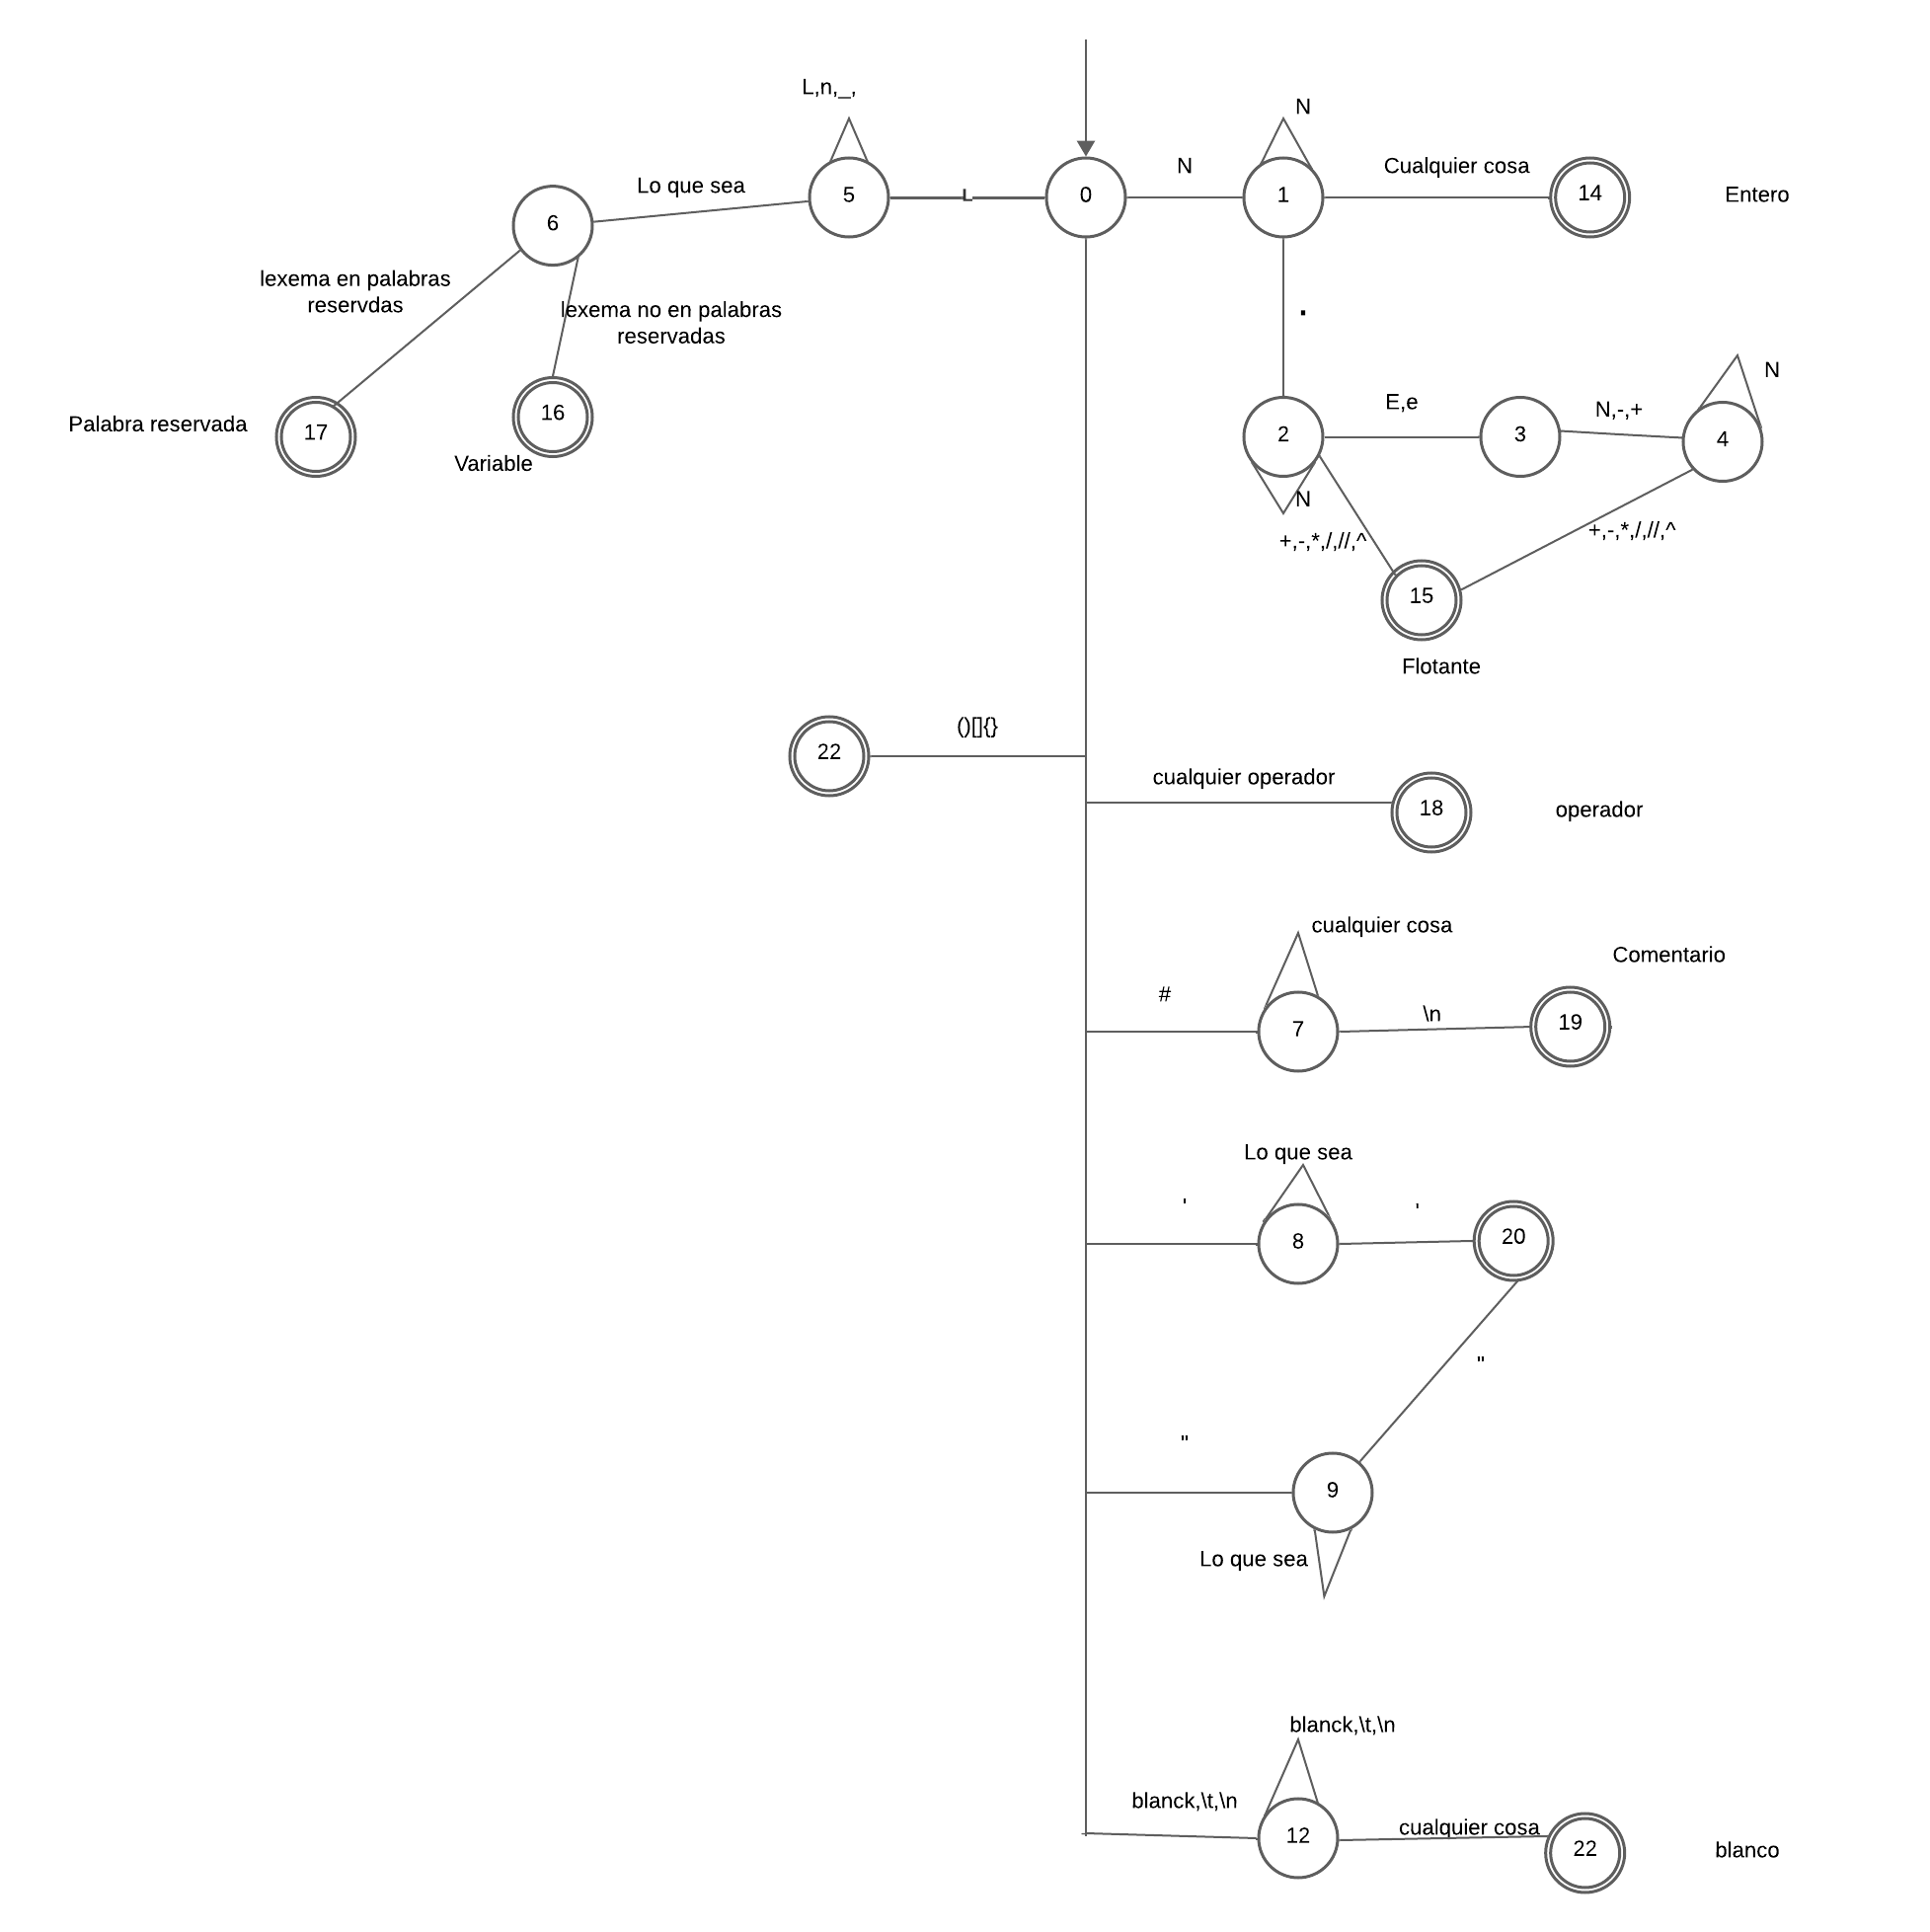 L,n,_,
N
Lo que sea
5
L
0
N
1
Cualquier cosa
14
Entero
6
lexema en palabras
reservdas
lexema no en palabras
reservadas
.
Palabra reservada
17
16
Variable
2
E,e
3
N,-,+
4
N
N
+,-,*,/,//,^
+,-,*,/,//,^
15
Flotante
22
()[]{}
cualquier operador
18
operador
cualquier cosa
Comentario
#
7
\n
19
Lo que sea
'
8
'
20
"
"
9
Lo que sea
blanck,\t,\n
blanck,\t,\n
12
cualquier cosa
22
blanco